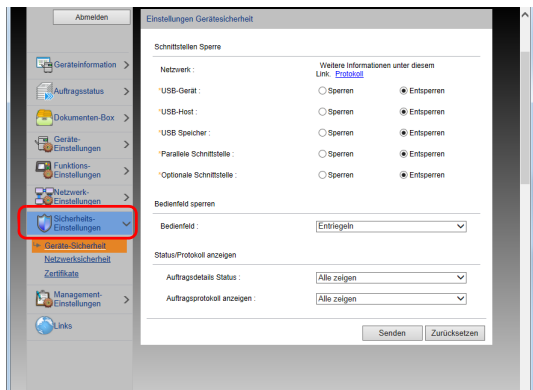 Abmelden
Geräteinformation
Auftragsstatus
Dokumenten-Box
Geräte-
Einstellungen
Funktions-
Einstellungen
Netzwerk-
Einstellungen
Sicherheits-
Einstellungen
Geräte-Sicherheit
Netzwerksicherheit
Zertifikate
Management-
Einstellungen
Links
Einstellungen Gerätesicherheit
Schnittstellen Sperre
Netzwerk : Weitere Informationen unter diesem
Link. Protokoll
*USB-Gerät : Sperren Entsperren
*USB-Host : Sperren Entsperren
*USB Speicher : Sperren Entsperren
*Parallele Schnittstelle : Sperren Entsperren
*Optionale Schnittstelle : Sperren Entsperren
Bedienfeld sperren
Bedienfeld : Entriegeln
Status/Protokoll anzeigen
Auftragsdetails Status : Alle zeigen
Auftragsprotokoll anzeigen : Alle zeigen
Senden Zurücksetzen